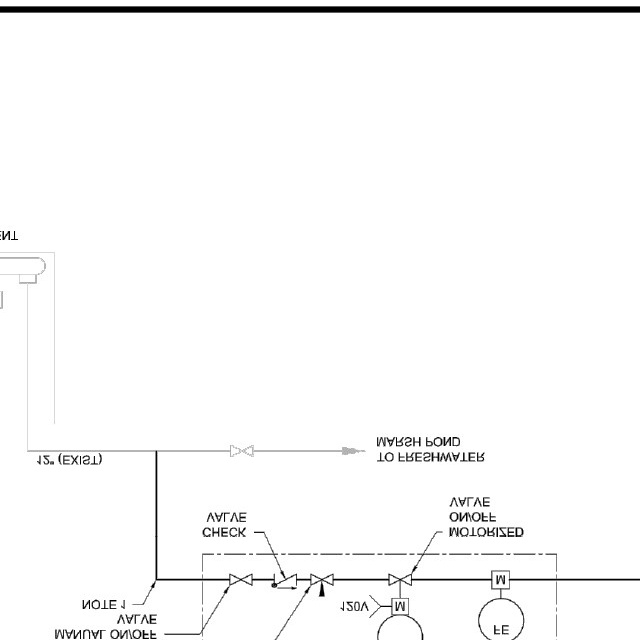 FE
MANUAL ON/OFF
VALVE
NOTE 1
120V
M
M
CHECK
VALVE
MOTORIZED
ON/OFF
VALVE
12" (EXIST)
TO FRESHWATER
MARSH POND